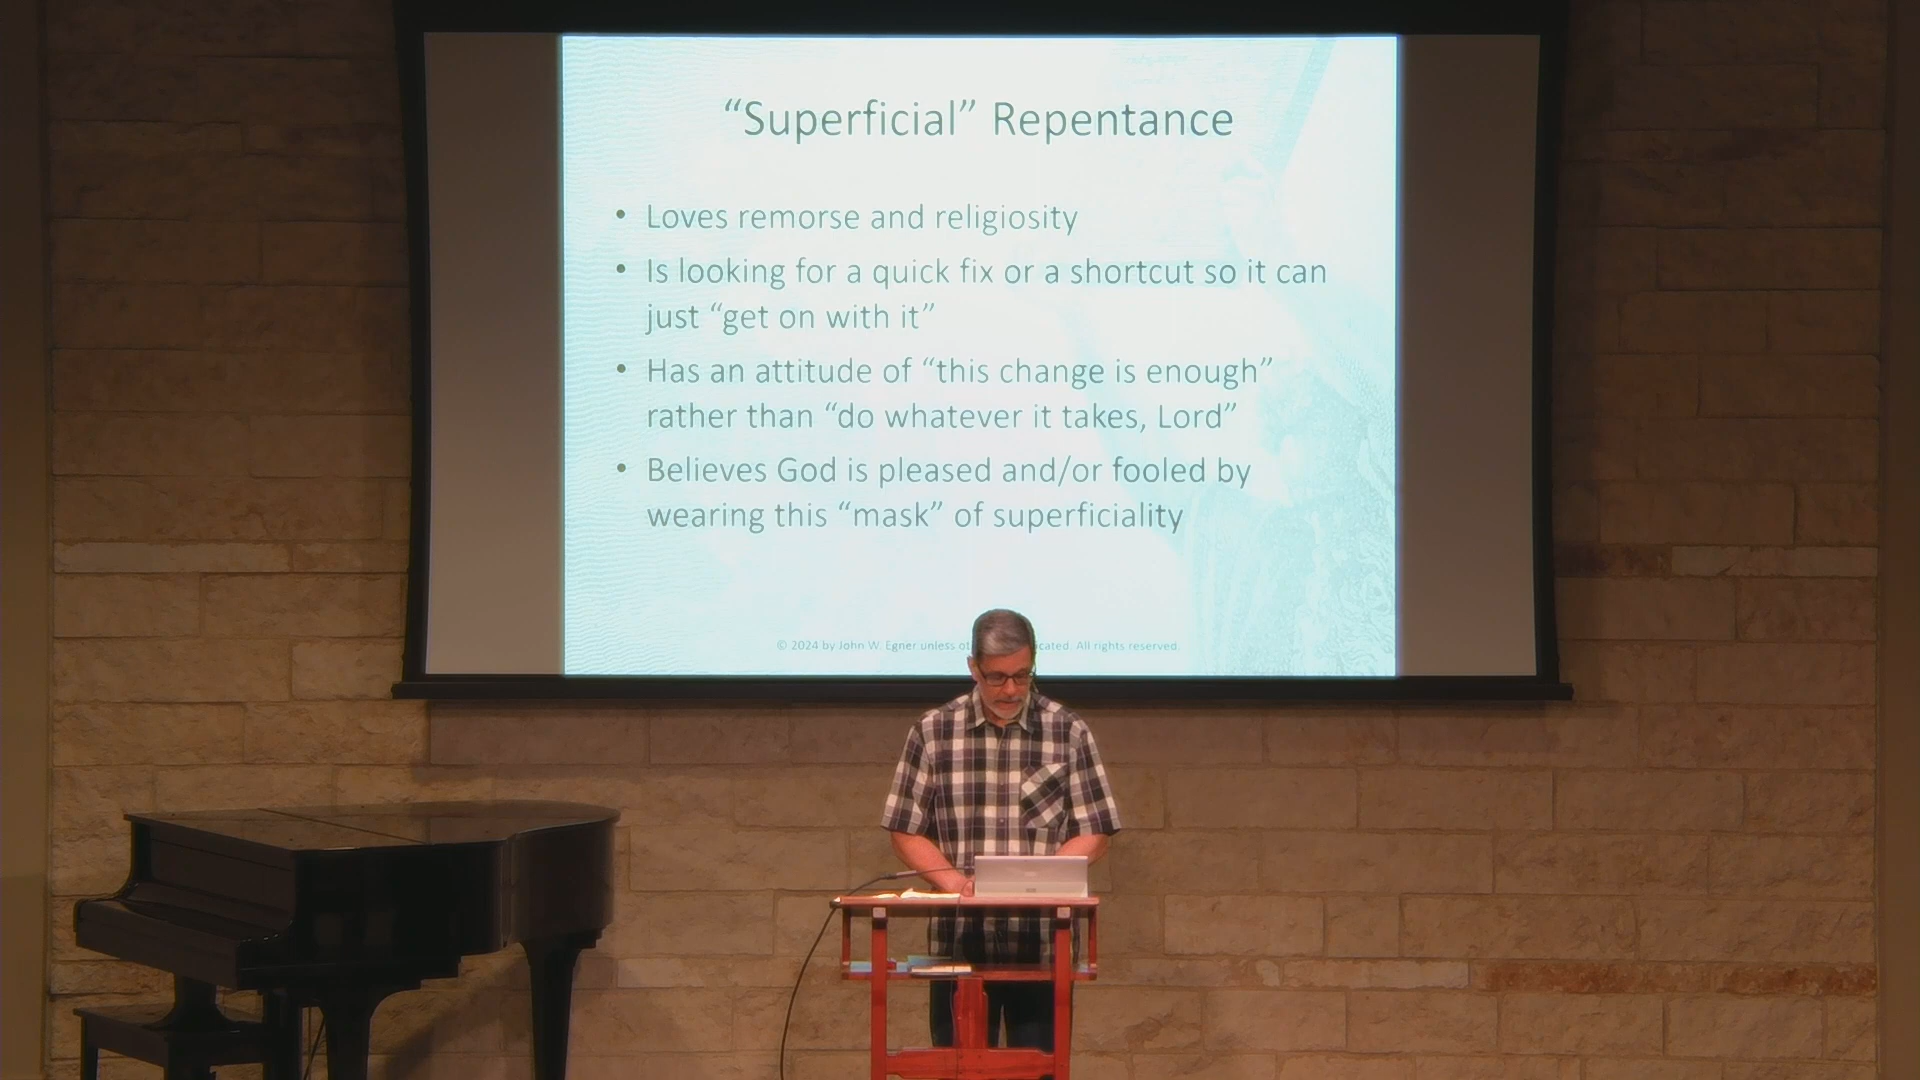 “Superficial” Repentance
• Loves remorse and religiosity
• Is looking for a quick fix or a shortcut so it can
just “get on with it”
• Has an attitude of “this change is enough”
rather than “do whatever it takes, Lord”
• Believes God is pleased and/or fooled by
wearing this “mask” of superficiality
© 2024 by John W. Egner unless All rights reserved.